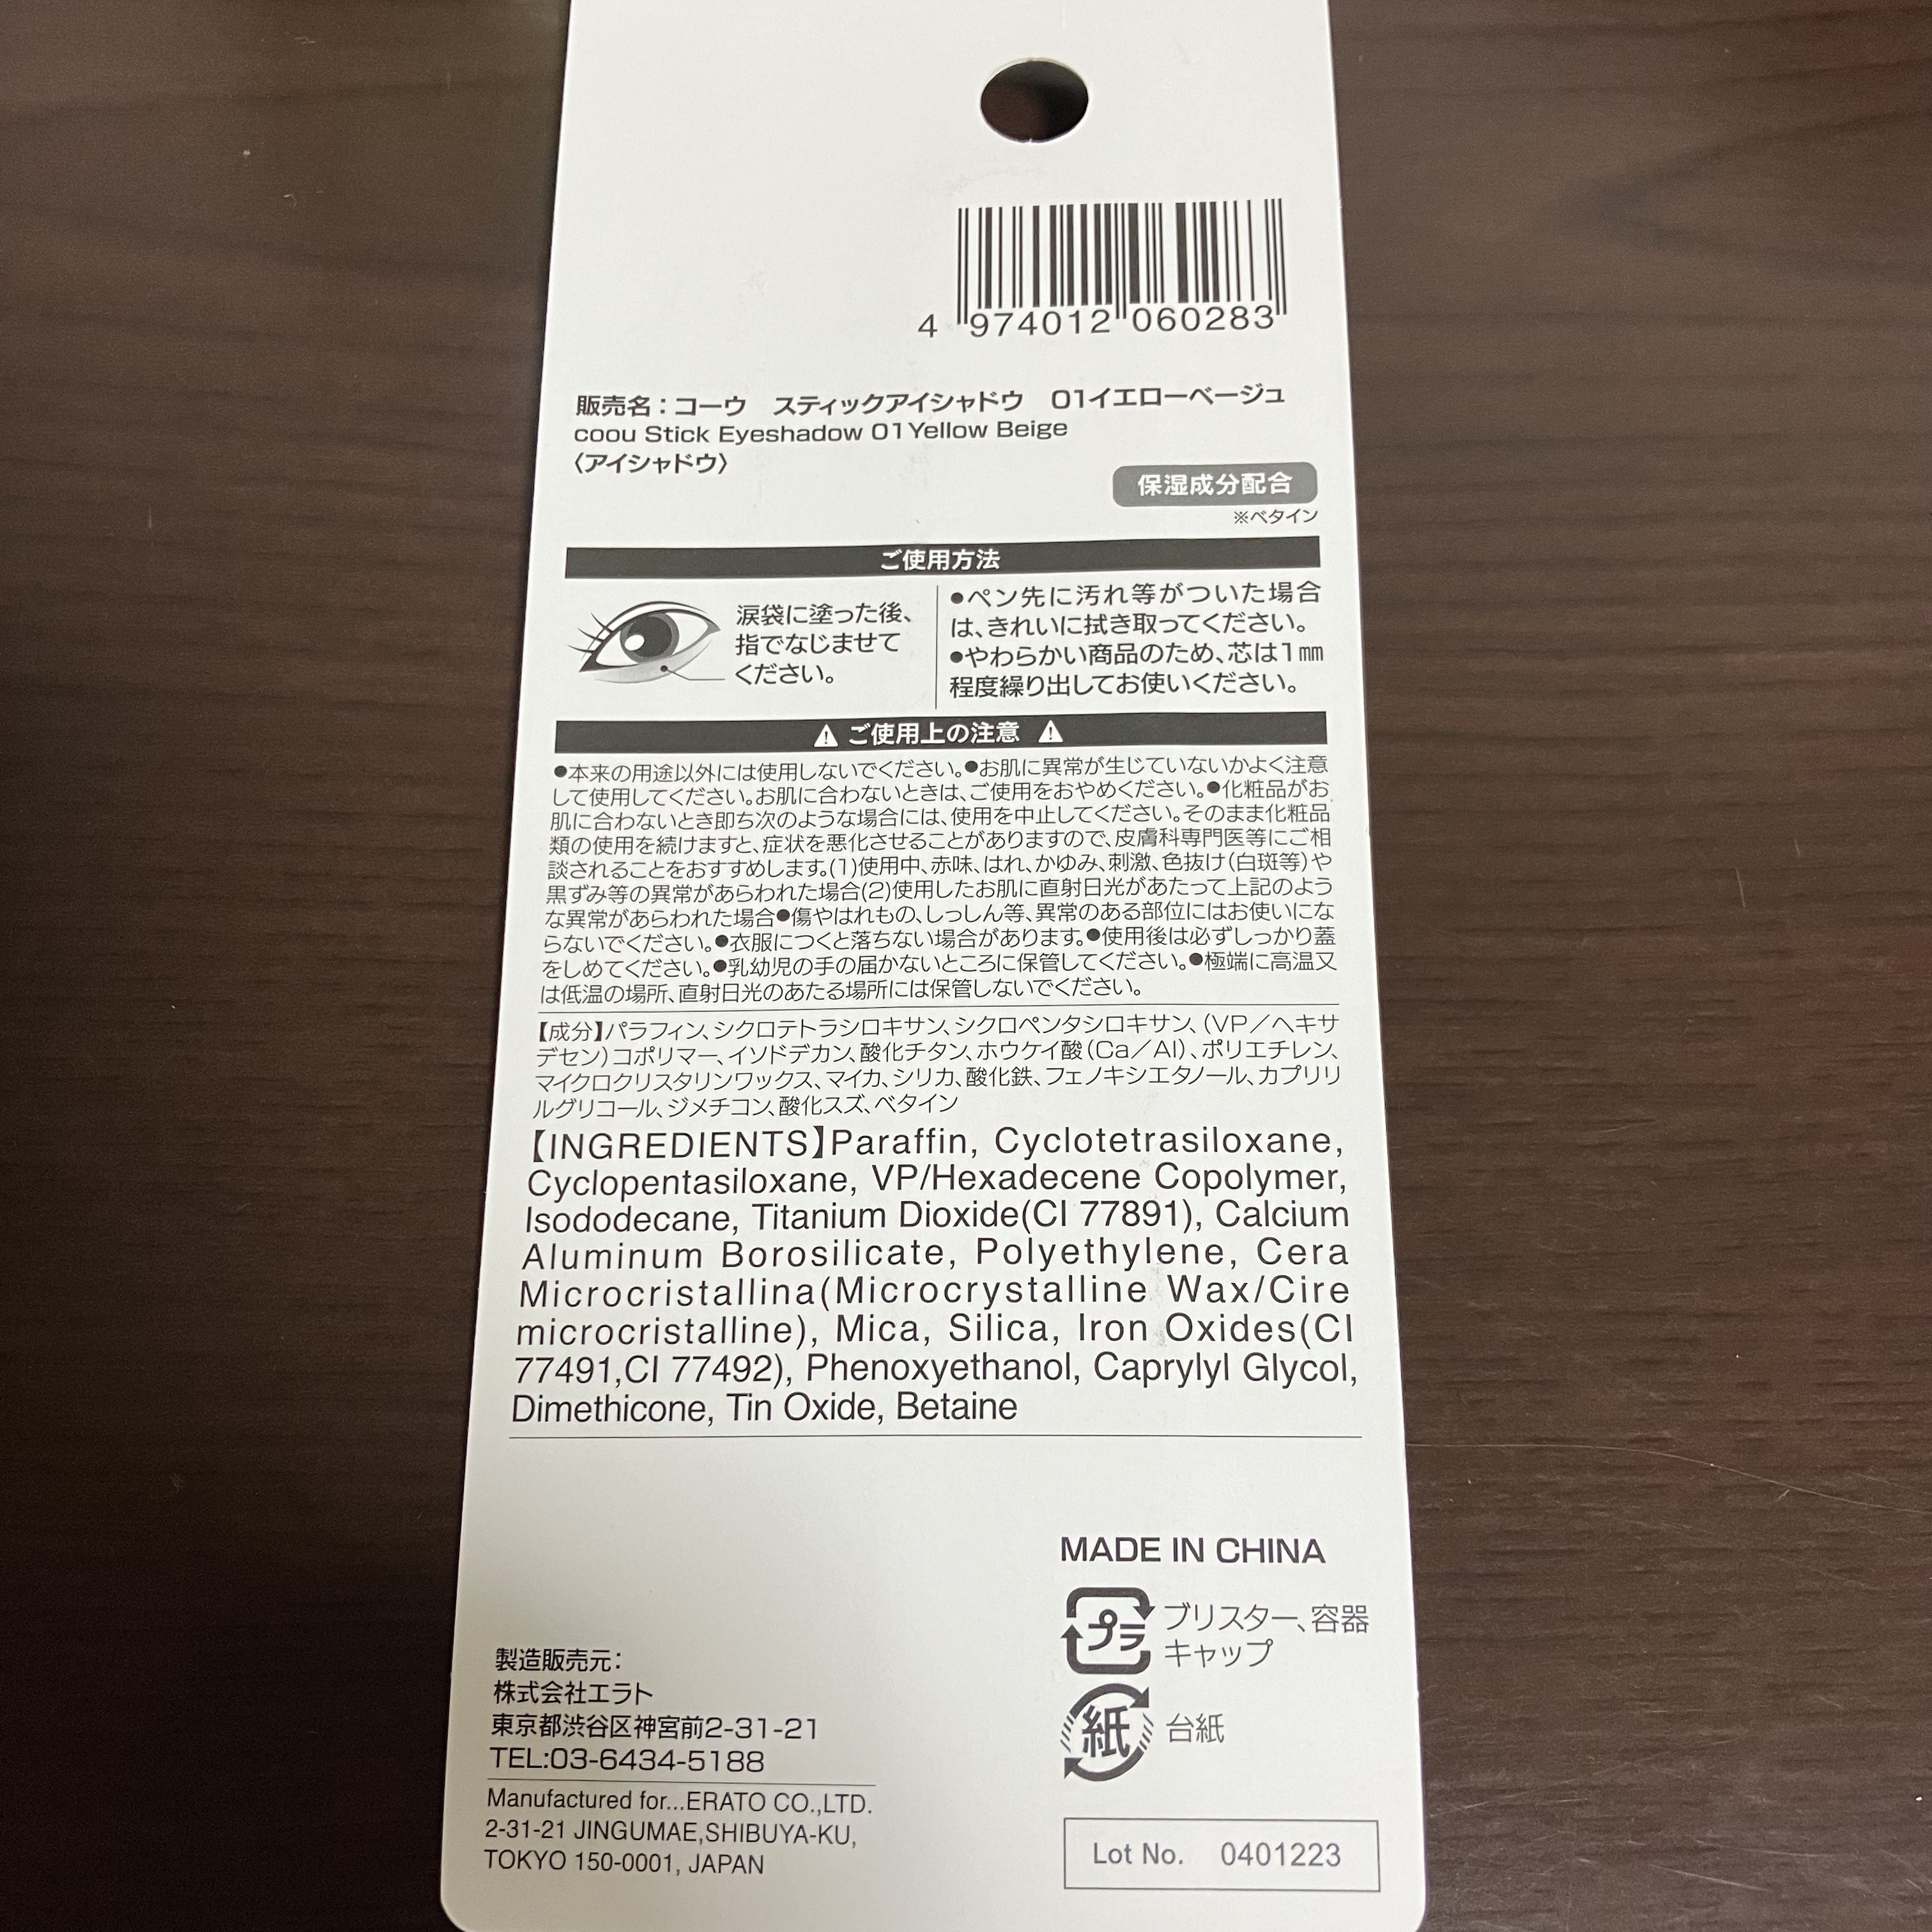 4 974012 060283
販売名：コーウ　スティックアイシャドウ　01イエローベージュ
coou Stick Eyeshadow 01Yellow Beige
〈アイシャドウ〉
保湿成分配合
※ベタイン
ご使用方法
涙袋に塗った後、
指でなじませて
ください。
●ペン先に汚れ等がついた場合
は、きれいに拭き取ってください。
●やわらかい商品のため、芯は1㎜
程度繰り出してお使いください。
ご使用上の注意
●本来の用途以外には使用しないでください。●お肌に異常が生じていないかよく注意
して使用してください。お肌に合わないときは、ご使用をおやめください。●化粧品がお
肌に合わないとき即ち次のような場合には、使用を中止してください。そのまま化粧品
類の使用を続けますと、症状を悪化させることがありますので、皮膚科専門医等にご相
談されることをおすすめします。(1)使用中、赤味、はれ、かゆみ、刺激、色抜け(白斑等)や
黒ずみ等の異常があらわれた場合(2)使用したお肌に直射日光があたって上記のよう
な異常があらわれた場合●傷やはれもの、しっしん等、異常のある部位にはお使いにな
らないでください。●衣服につくと落ちない場合があります。●使用後は必ずしっかり蓋
をしめてください。●乳幼児の手の届かないところに保管してください。●極端に高温又
は低温の場所、直射日光のあたる場所には保管しないでください。
【成分】パラフィン、シクロテトラシロキサン、シクロペンタシロキサン、(VP／ヘキサ
デセン)コポリマー、イソドデカン、酸化チタン、ホウケイ酸(Ca／Al)、ポリエチレン、
マイクロクリスタリンワックス、マイカ、シリカ、酸化鉄、フェノキシエタノール、カプリリ
ルグリコール、ジメチコン、酸化スズ、ベタイン
【INGREDIENTS】Paraffin, Cyclotetrasiloxane,
Cyclopentasiloxane, VP/Hexadecene Copolymer,
Isododecane, Titanium Dioxide(CI 77891), Calcium
Aluminum Borosilicate, Polyethylene, Cera
Microcristallina(Microcrystalline Wax/Cire
microcristalline), Mica, Silica, Iron Oxides(CI
77491,CI 77492), Phenoxyethanol, Caprylyl Glycol,
Dimethicone, Tin Oxide, Betaine
MADE IN CHINA
プラ
ブリスター、容器
キャップ
紙
台紙
製造販売元：
株式会社エラト
東京都渋谷区神宮前2-31-21
TEL:03-6434-5188
Manufactured for...ERATO CO.,LTD.
2-31-21 JINGUMAE,SHIBUYA-KU,
TOKYO 150-0001, JAPAN
Lot No. 0401223